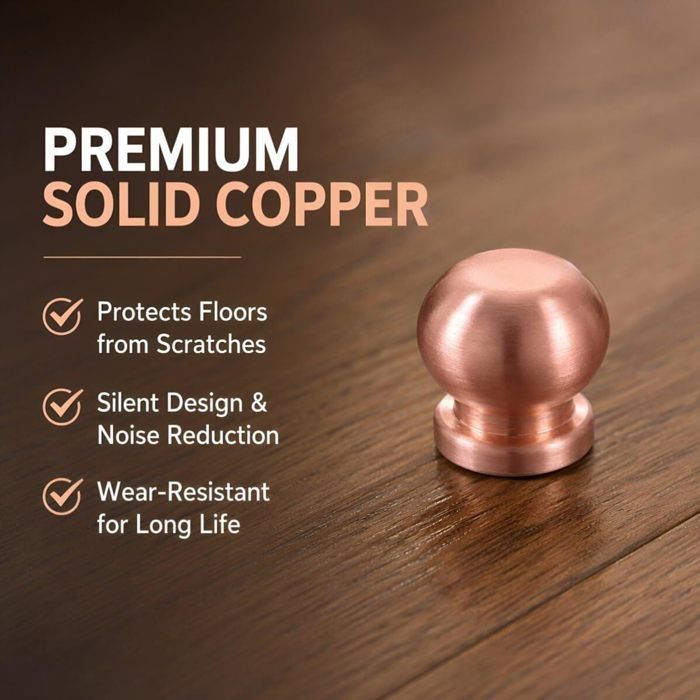 PREMIUM
SOLID COPPER
Protects Floors
from Scratches
Silent Design &
Noise Reduction
Wear-Resistant
for Long Life